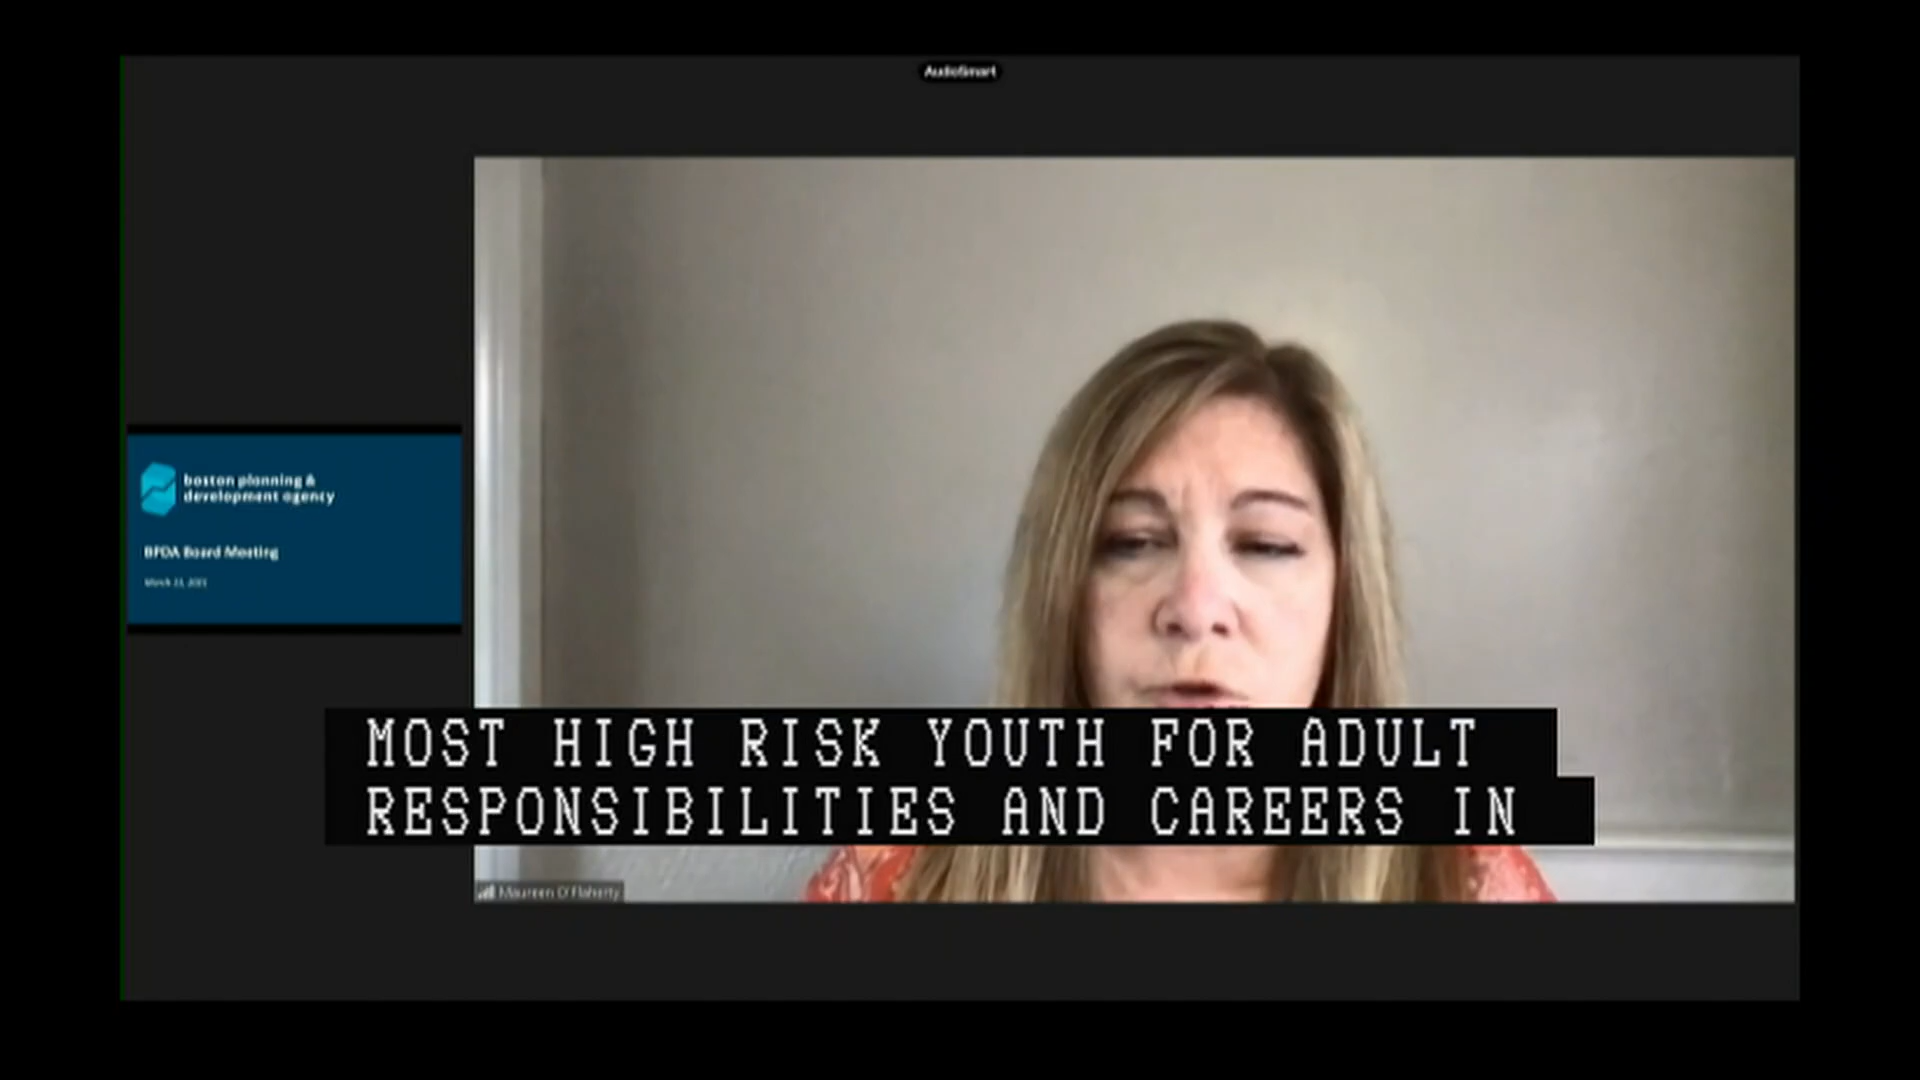 AudioSmart
boston planning &
development agency
BPDA Board Meeting
MOST HIGH RISK YOUTH FOR ADULT
RESPONSIBILITIES AND CAREERS IN
Maureen O'Flaherty